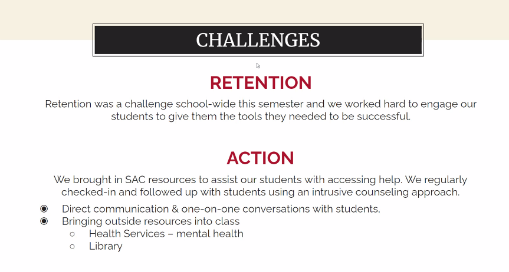 CHALLENGES
RETENTION
Retention was a challenge school-wide this semester and we worked hard to engage our
students to give them the tools they needed to be successful.
ACTION
We brought in SAC resources to assist our students with accessing help. We regularly
checked-in and followed up with students using an intrusive counseling approach.
◉ Direct communication & one-on-one conversations with students.
◉ Bringing outside resources into class
○ Health Services – mental health
○ Library